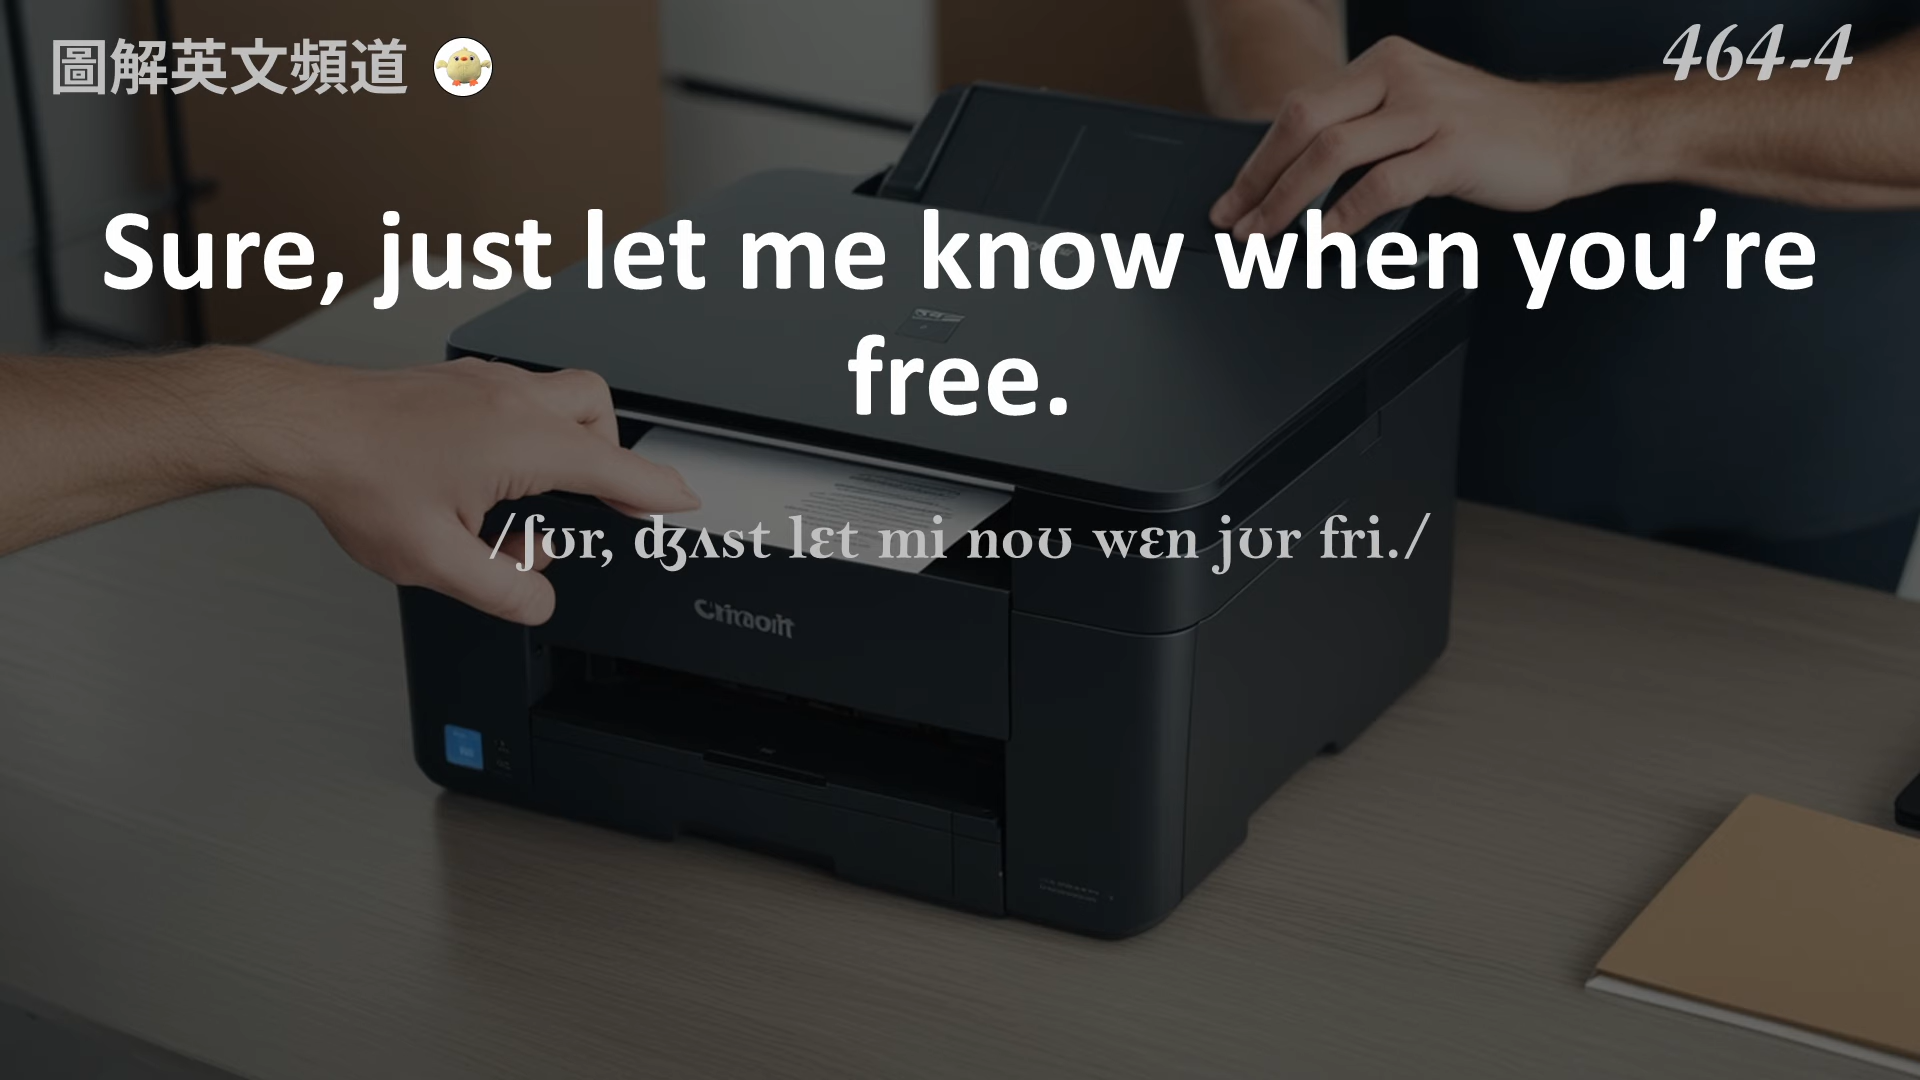 圖解英文頻道
464-4
Sure, just let me know when you’re
free.
/ʃʊr, ʤʌst lɛt mi noʊ wɛn jʊr fri./